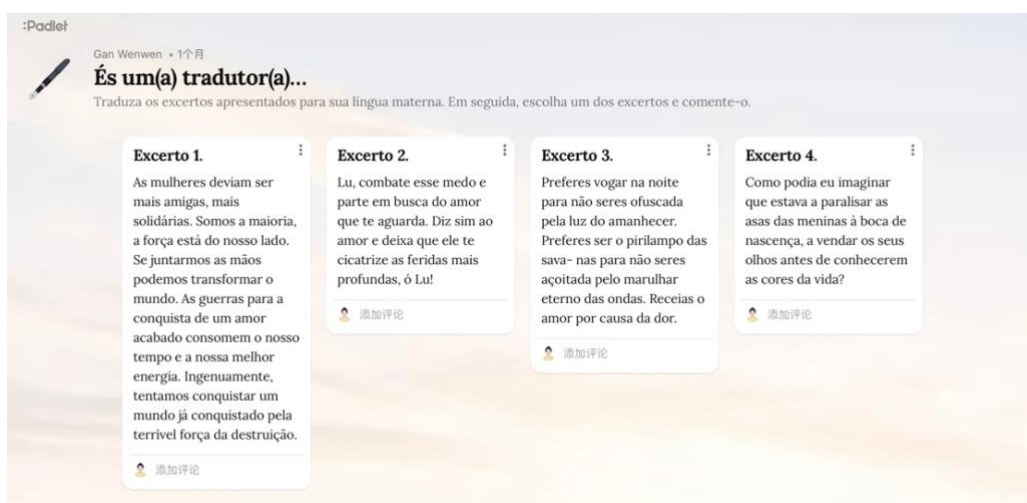 :Padlet
Gan Wenwen • 1个月
És um(a) tradutor(a)...
Traduza os excertos apresentados para sua lingua materna. Em seguida, escolha um dos excertos e comente-o.
Excerto 1.
As mulheres deviam ser
mais amigas, mais
solidárias. Somos a maioria,
a força está do nosso lado.
Se juntarmos as mãos
podemos transformar o
mundo. As guerras para a
conquista de um amor
acabado consomem o nosso
tempo e a nossa melhor
energia. Ingenuamente,
tentamos conquistar um
mundo já conquistado pela
terrível força da destruição.
添加评论
Excerto 2.
Lu, combate esse medo e
parte em busca do amor
que te aguarda. Diz sim ao
amor e deixa que ele te
cicatrize as feridas mais
profundas, ó Lu!
添加评论
Excerto 3.
Preferes vogar na noite
para não seres ofuscada
pela luz do amanhecer.
Preferes ser o pirilampo das
sava- nas para não seres
açoitada pelo marulhar
eterno das ondas. Receias o
amor por causa da dor.
添加评论
Excerto 4.
Como podia eu imaginar
que estava a paralisar as
asas das meninas à boca de
nascença, a vendar os seus
olhos antes de conhecerem
as cores da vida?
添加评论